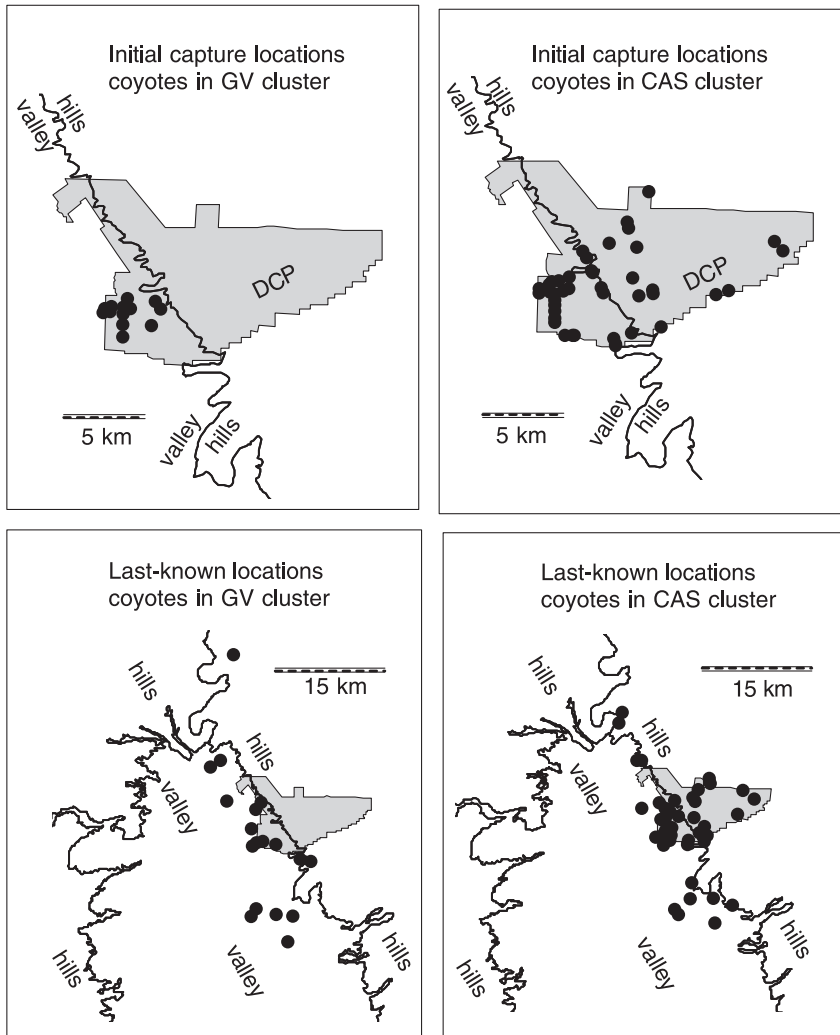 Initial capture locations
coyotes in GV cluster
hills
valley
DCP
5 km
valley
hills
Initial capture locations
coyotes in CAS cluster
hills
valley
DCP
5 km
valley
hills
Last-known locations
coyotes in GV cluster
hills
15 km
hills
valley
hills
valley
hills
Last-known locations
coyotes in CAS cluster
hills
15 km
hills
valley
hills
valley
hills